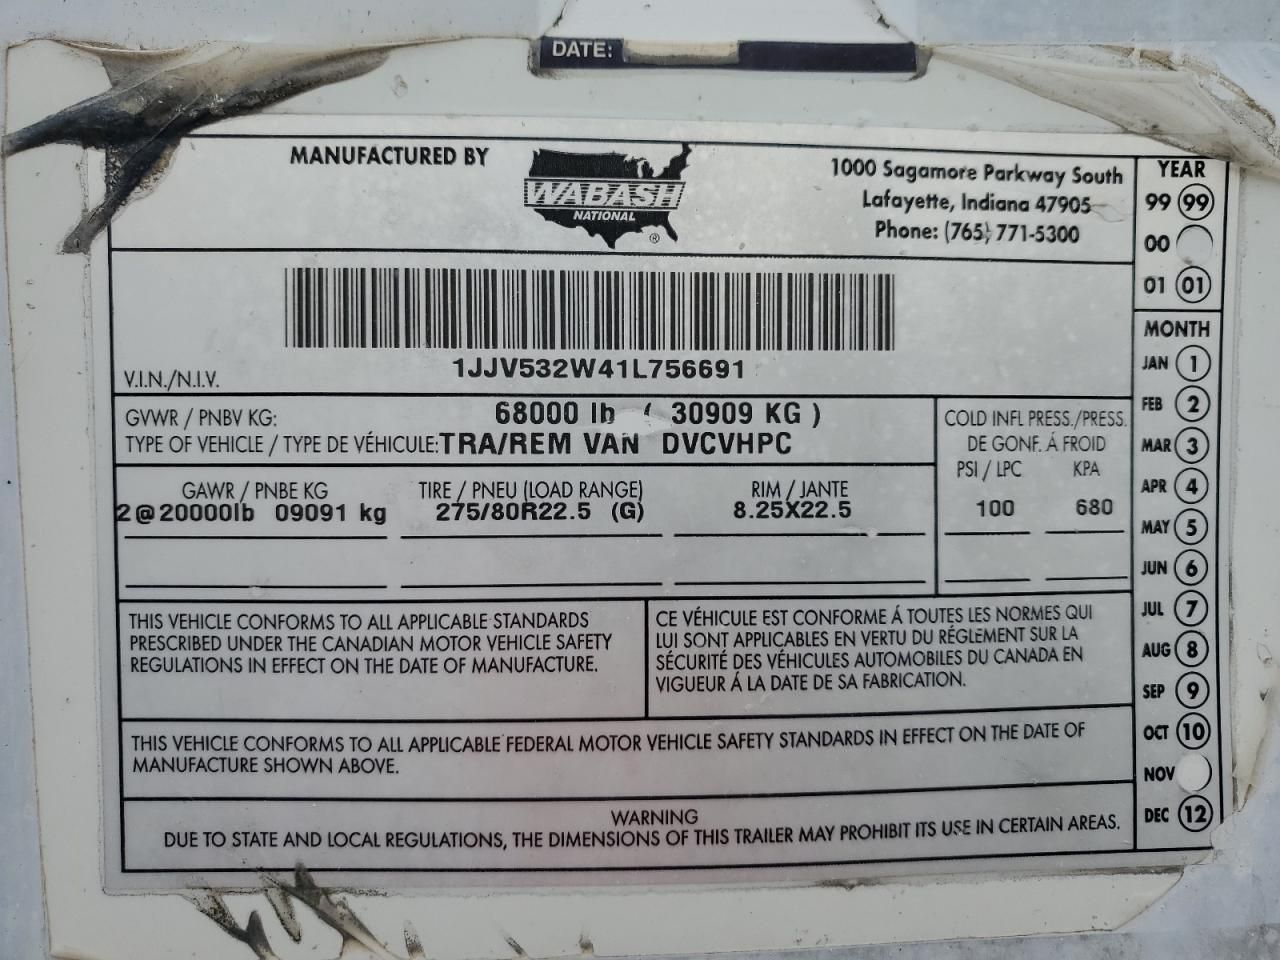 DATE:
MANUFACTURED BY
WABASH
NATIONAL
®
1000 Sagamore Parkway South
Lafayette, Indiana 47905
Phone: (765) 771-5300
1JJV532W41L756691
V.I.N./N.I.V.
GVWR / PNBV KG: 68000 lb ( 30909 KG )
TYPE OF VEHICLE / TYPE DE VÉHICULE: TRA/REM VAN DVCVHPC
GAWR / PNBE KG TIRE / PNEU (LOAD RANGE) RIM / JANTE
2@20000lb 09091 kg 275/80R22.5 (G) 8.25X22.5
COLD INFL PRESS./PRESS.
DE GONF. Á FROID
PSI / LPC KPA
100 680
THIS VEHICLE CONFORMS TO ALL APPLICABLE STANDARDS
PRESCRIBED UNDER THE CANADIAN MOTOR VEHICLE SAFETY
REGULATIONS IN EFFECT ON THE DATE OF MANUFACTURE.
CE VÉHICULE EST CONFORME Á TOUTES LES NORMES QUI
LUI SONT APPLICABLES EN VERTU DU RÉGLEMENT SUR LA
SÉCURITÉ DES VÉHICULES AUTOMOBILES DU CANADA EN
VIGUEUR Á LA DATE DE SA FABRICATION.
THIS VEHICLE CONFORMS TO ALL APPLICABLE FEDERAL MOTOR VEHICLE SAFETY STANDARDS IN EFFECT ON THE DATE OF
MANUFACTURE SHOWN ABOVE.
WARNING
DUE TO STATE AND LOCAL REGULATIONS, THE DIMENSIONS OF THIS TRAILER MAY PROHIBIT ITS USE IN CERTAIN AREAS.
YEAR
99 99
00
01 01
MONTH
JAN 1
FEB 2
MAR 3
APR 4
MAY 5
JUN 6
JUL 7
AUG 8
SEP 9
OCT 10
NOV
DEC 12